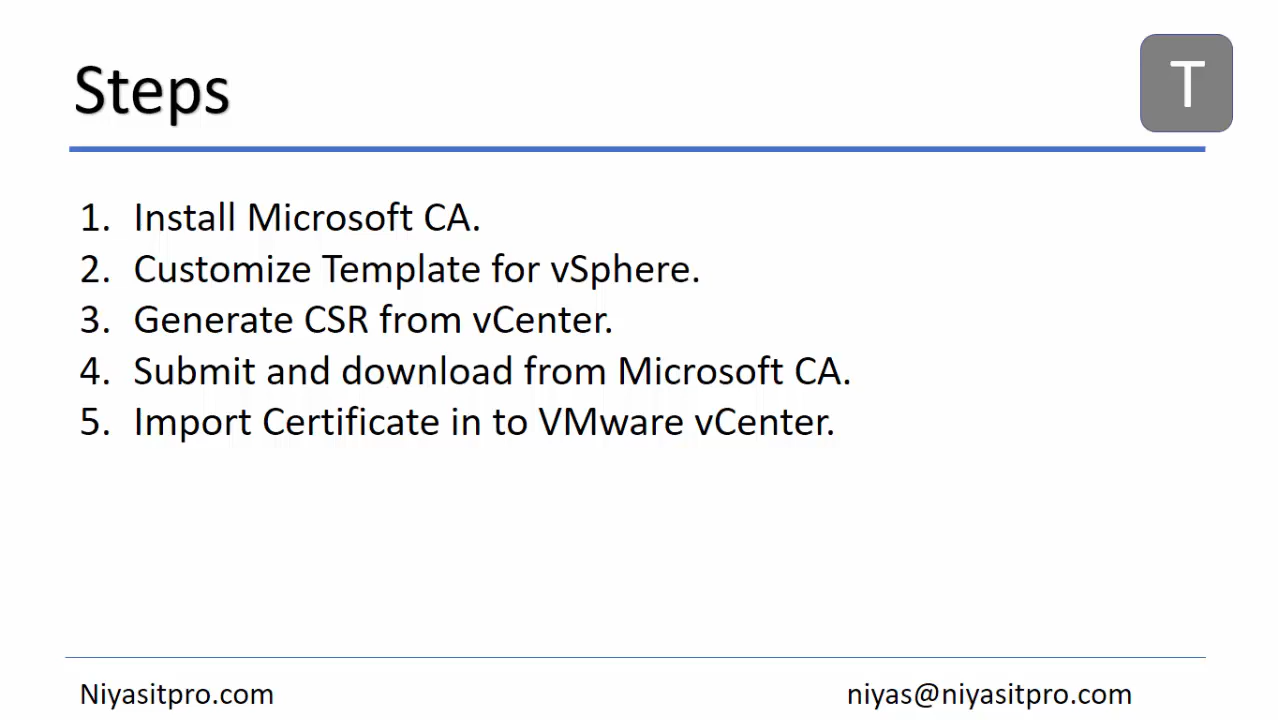 Steps
T
1. Install Microsoft CA.
2. Customize Template for vSphere.
3. Generate CSR from vCenter.
4. Submit and download from Microsoft CA.
5. Import Certificate in to VMware vCenter.
Niyasitpro.com
niyas@niyasitpro.com